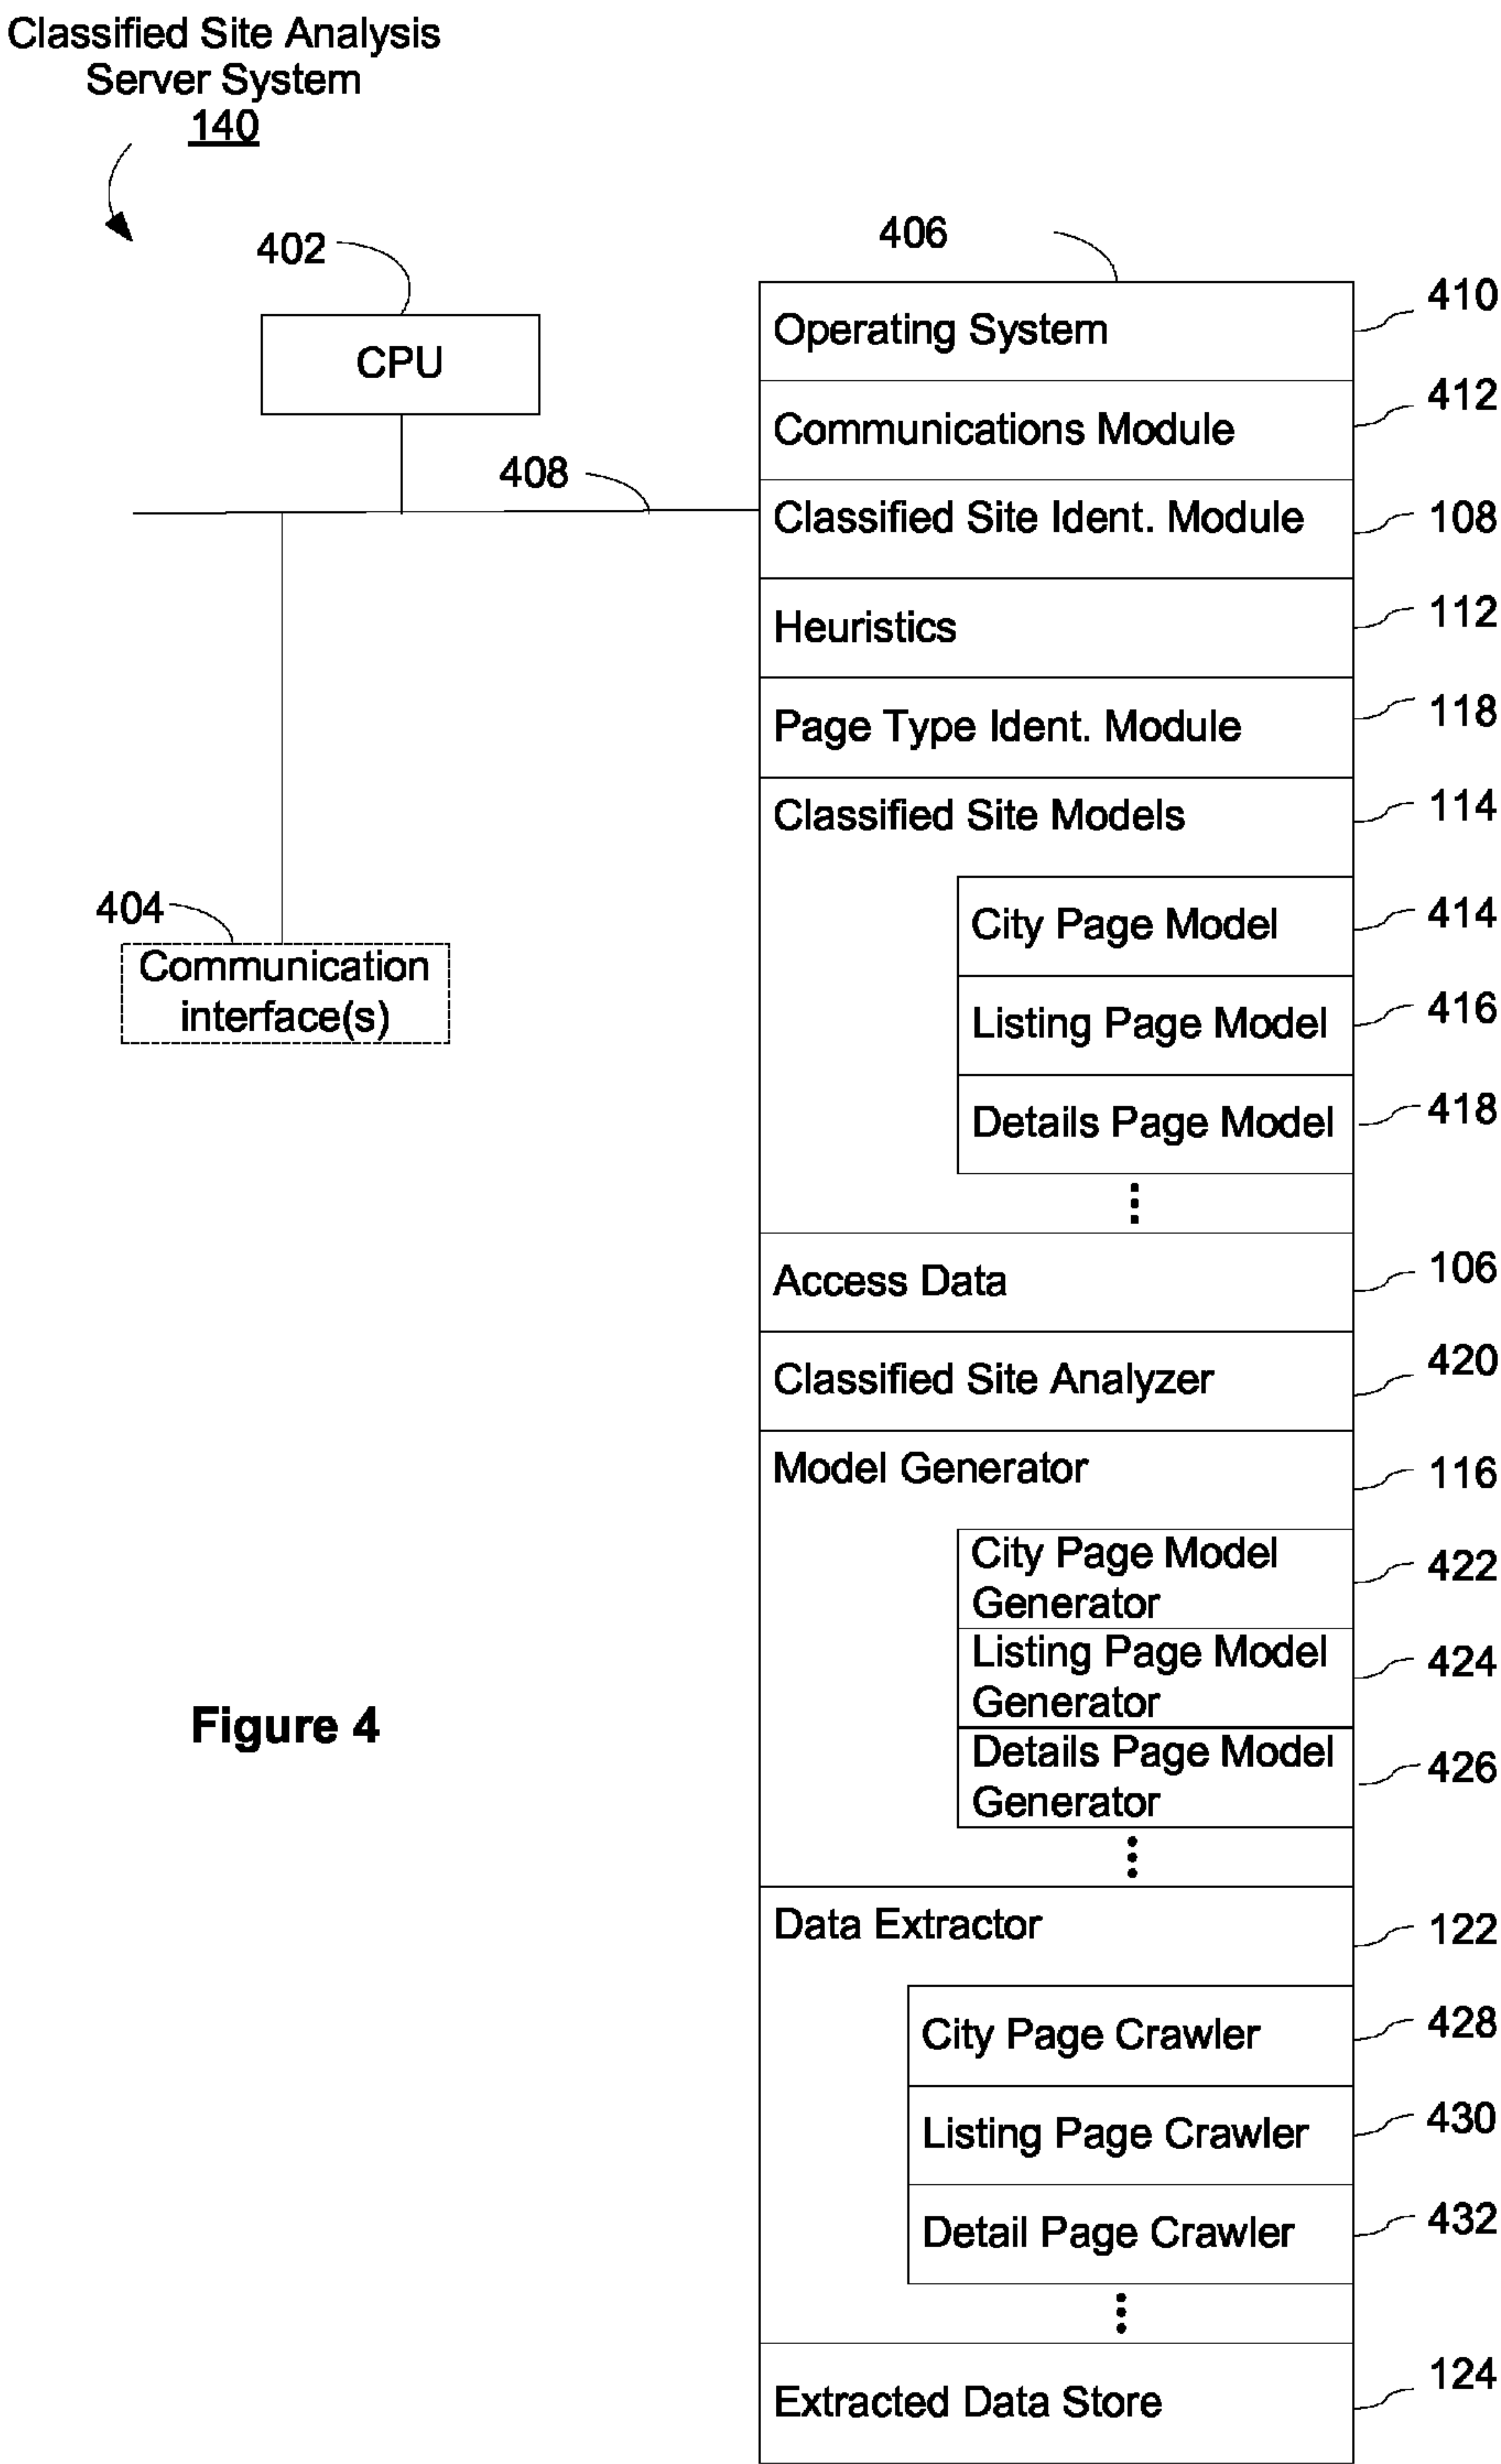 Classified Site Analysis
Server System
140
402
CPU
408
404
Communication
interface(s)
406
Operating System
410
Communications Module
412
Classified Site Ident. Module
108
Heuristics
112
Page Type Ident. Module
118
Classified Site Models
114
City Page Model
414
Listing Page Model
416
Details Page Model
418
Access Data
106
Classified Site Analyzer
420
Model Generator
116
City Page Model
Generator
422
Listing Page Model
Generator
424
Details Page Model
Generator
426
Data Extractor
122
City Page Crawler
428
Listing Page Crawler
430
Detail Page Crawler
432
Extracted Data Store
124
Figure 4